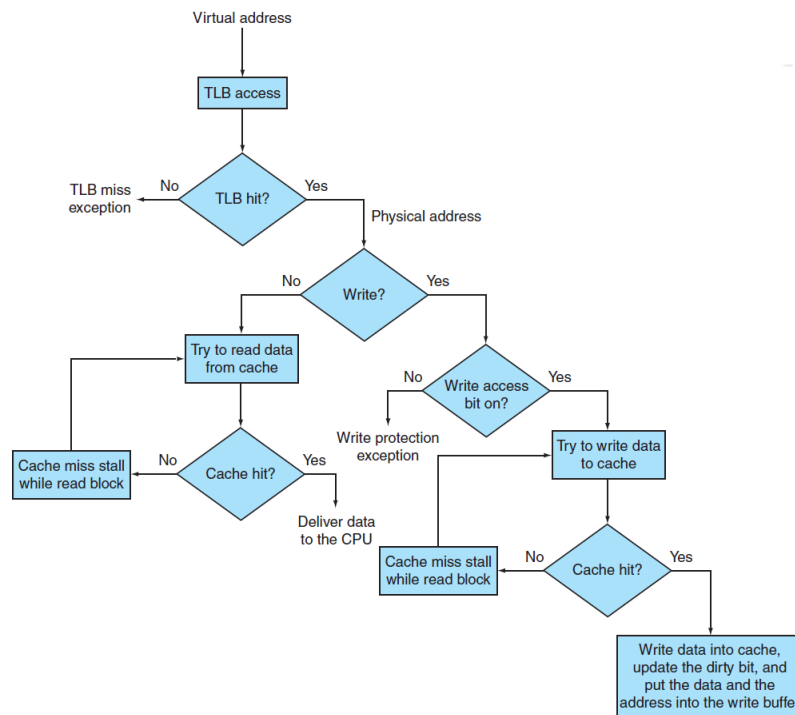 Virtual address
TLB access
TLB hit?
No
Yes
TLB miss
exception
Physical address
Write?
No
Yes
Try to read data
from cache
Write access
bit on?
No
Yes
Write protection
exception
Try to write data
to cache
Cache hit?
No
Yes
Cache miss stall
while read block
Deliver data
to the CPU
Cache hit?
No
Yes
Cache miss stall
while read block
Write data into cache,
update the dirty bit, and
put the data and the
address into the write buffe